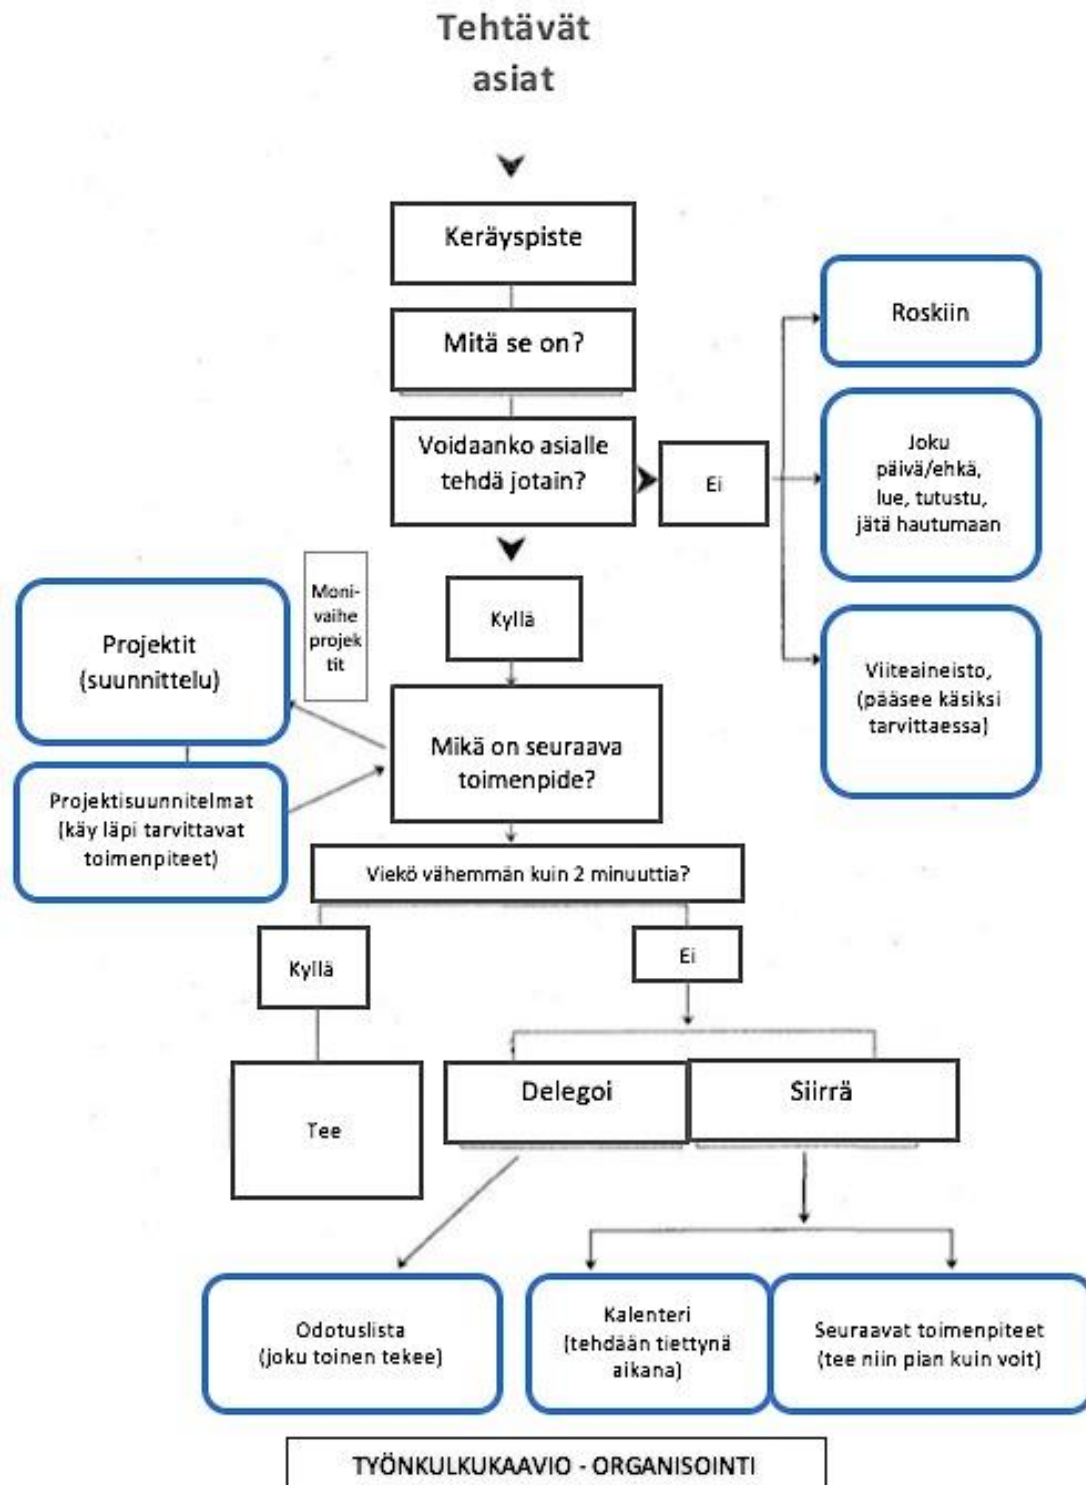 Tehtävät
asiat
Keräyspiste
Mitä se on?
Voidaanko asialle
tehdä jotain?
Ei
Roskiin
Joku
päivä/ehkä,
lue, tutustu,
jätä hautumaan
Viiteaineisto,
(pääsee käsiksi
tarvittaessa)
Kyllä
Moni-
vaihe
projek
tit
Projektit
(suunnittelu)
Mikä on seuraava
toimenpide?
Projektisuunnitelmat
(käy läpi tarvittavat
toimenpiteet)
Viekö vähemmän kuin 2 minuuttia?
Kyllä
Ei
Tee
Delegoi
Siirrä
Odotuslista
(joku toinen tekee)
Kalenteri
(tehdään tiettynä
aikana)
Seuraavat toimenpiteet
(tee niin pian kuin voit)
TYÖNKULKUKAAVIO - ORGANISOINTI